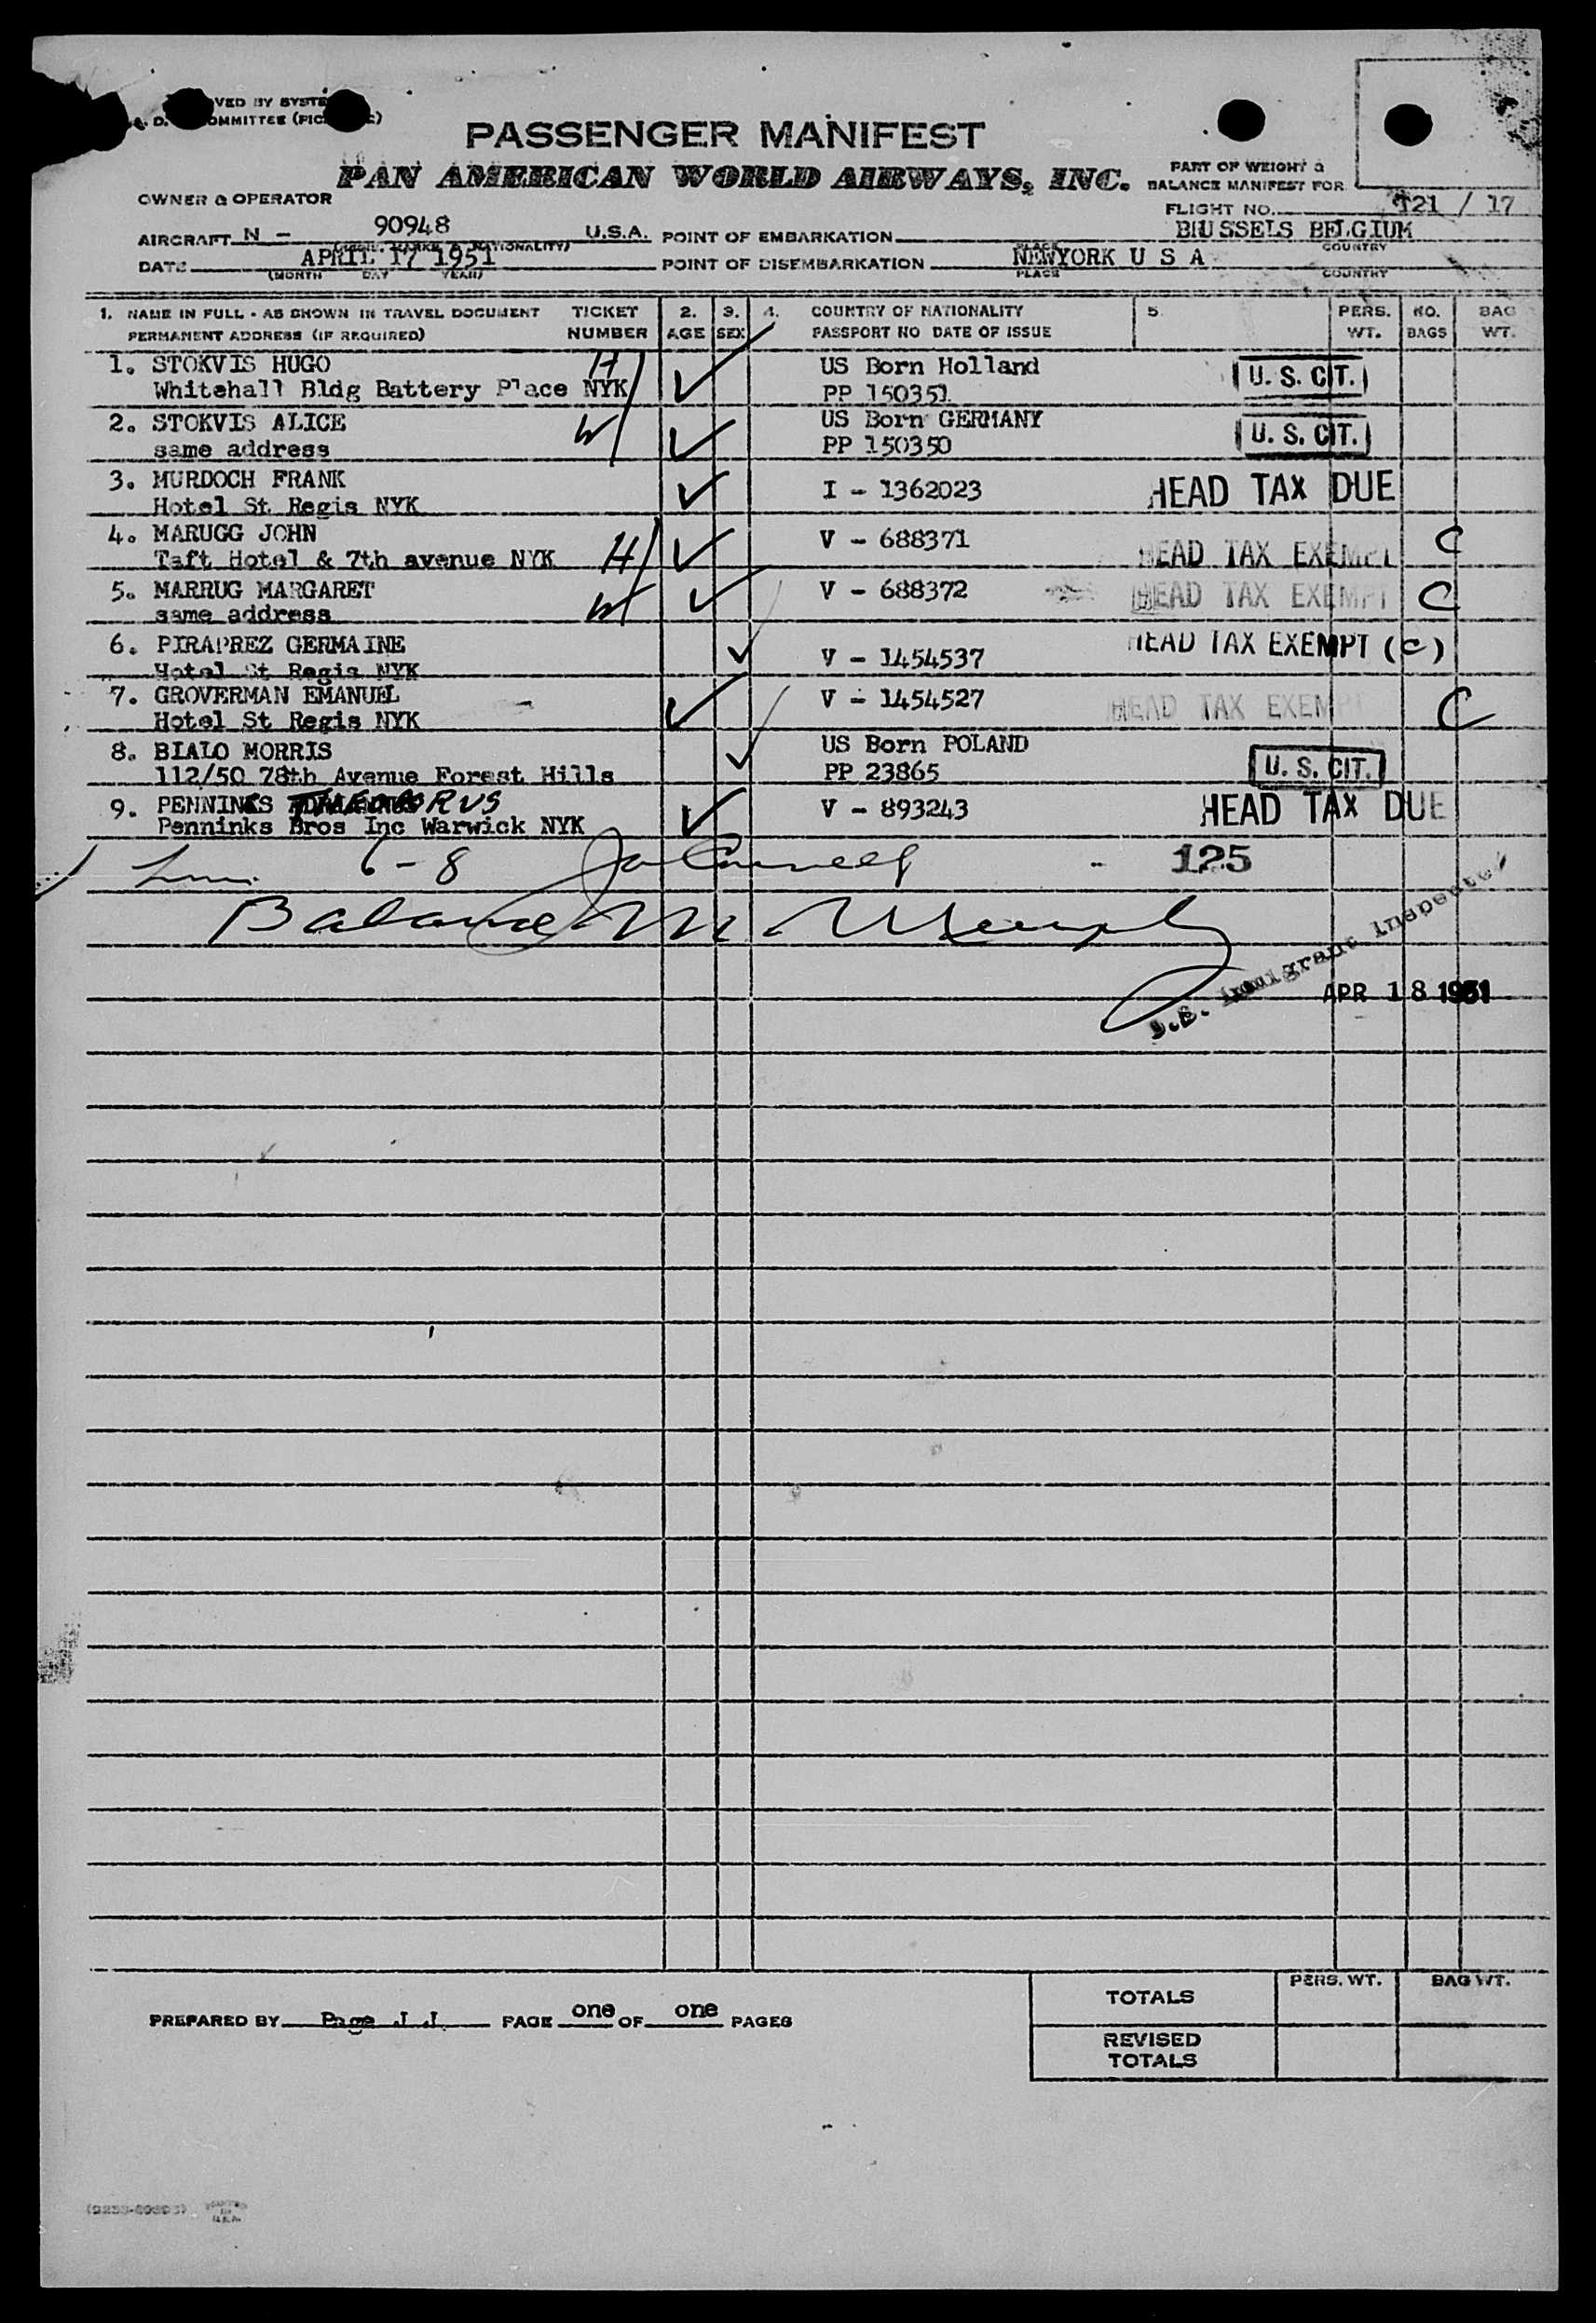 PASSENGER MANIFEST
PAN AMERICAN WORLD AIRWAYS, INC.
PART OF WEIGHT &
BALANCE MANIFEST FOR
OWNER & OPERATOR
FLIGHT NO. 121 / 17
AIRCRAFT N - 90948 U.S.A. POINT OF EMBARKATION BRUSSELS BELGIUM
DATE APRIL 17 1951 POINT OF DISEMBARKATION NEWYORK U S A
(MONTH DAY YEAR) PLACE COUNTRY
1. NAME IN FULL - AS SHOWN IN TRAVEL DOCUMENT TICKET 2. 3. 4. COUNTRY OF NATIONALITY 5. PERS. NO. BAG
PERMANENT ADDRESS (IF REQUIRED) NUMBER AGE SEX PASSPORT NO DATE OF ISSUE WT. BAGS WT.
1. STOKVIS HUGO H US Born Holland U. S. CIT.
Whitehall Bldg Battery Place NYK PP 150351
2. STOKVIS ALICE W US Born GERMANY U. S. CIT.
same address PP 150350
3. MURDOCH FRANK I - 1362023 HEAD TAX DUE
Hotel St Regis NYK
4. MARUGG JOHN H V - 688371 HEAD TAX EXEMPT C
Taft Hotel & 7th avenue NYK
5. MARRUG MARGARET W V - 688372 HEAD TAX EXEMPT C
same address
6. PIRAPREZ GERMAINE V - 1454537 HEAD TAX EXEMPT (C)
Hotel St Regis NYK
7. GROVERMAN EMANUEL V - 1454527 HEAD TAX EXEMPT C
Hotel St Regis NYK
8. BIALO MORRIS US Born POLAND U. S. CIT.
112/50 78th Avenue Forest Hills PP 23865
9. PENNINKS THEODORUS V - 893243 HEAD TAX DUE
Penninks Bros Inc Warwick NYK
6 - 8 - 125
Balance
U.S. Immigrant Inspector
APR 18 1951
PERS. WT. BAG WT.
TOTALS
PREPARED BY Page J J PAGE one OF one PAGES
REVISED
TOTALS
PRINTED
IN
U.S.A.